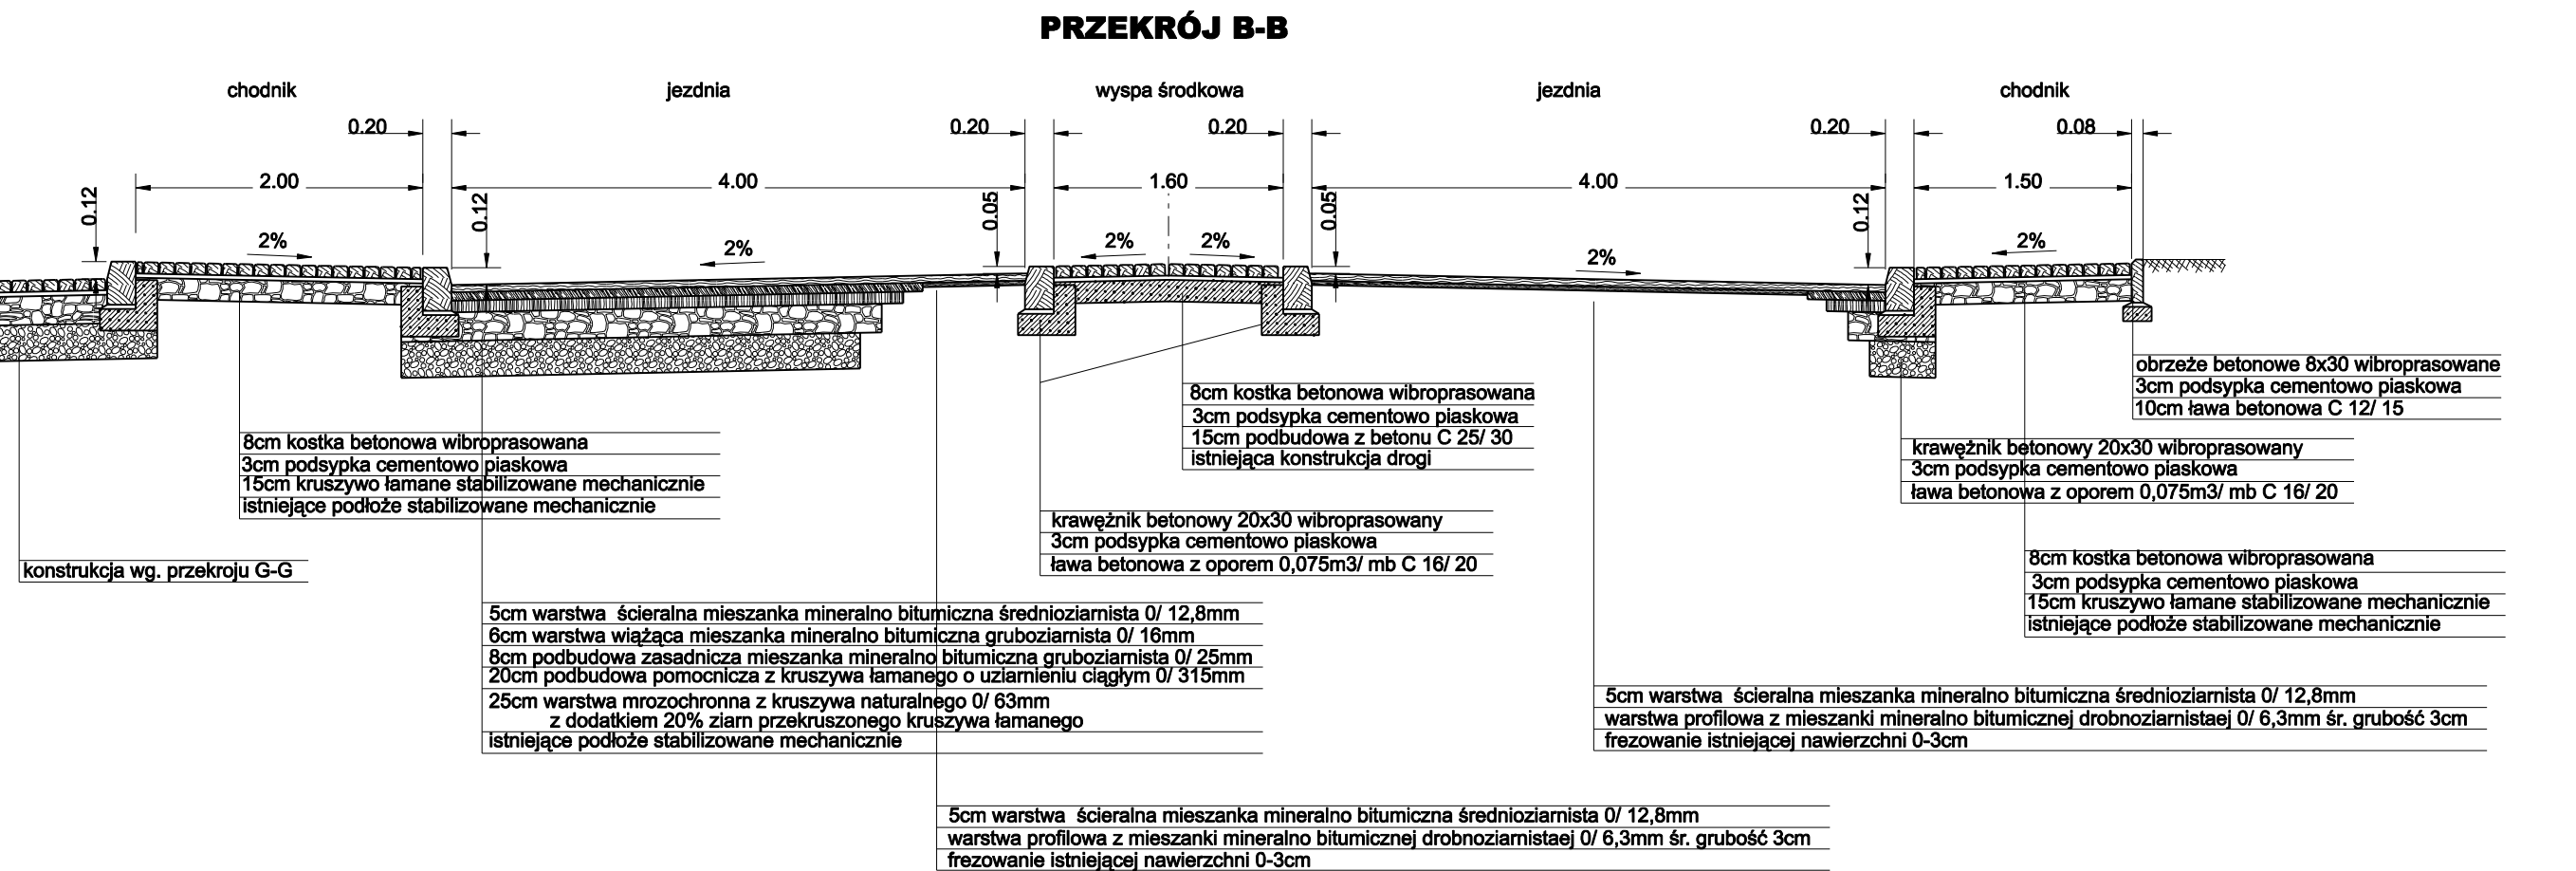 PRZEKRÓJ B-B
chodnik
jezdnia
wyspa środkowa
jezdnia
chodnik
0.20
0.20
0.20
0.20
0.08
2.00
4.00
1.60
4.00
1.50
0.12
0.12
0.05
0.05
0.12
2%
2%
2%
2%
2%
2%
obrzeże betonowe 8x30 wibroprasowane
3cm podsypka cementowo piaskowa
10cm ława betonowa C 12/ 15
8cm kostka betonowa wibroprasowana
3cm podsypka cementowo piaskowa
15cm podbudowa z betonu C 25/ 30
istniejąca konstrukcja drogi
8cm kostka betonowa wibroprasowana
3cm podsypka cementowo piaskowa
15cm kruszywo łamane stabilizowane mechanicznie
istniejące podłoże stabilizowane mechanicznie
krawężnik betonowy 20x30 wibroprasowany
3cm podsypka cementowo piaskowa
ława betonowa z oporem 0,075m3/ mb C 16/ 20
krawężnik betonowy 20x30 wibroprasowany
3cm podsypka cementowo piaskowa
ława betonowa z oporem 0,075m3/ mb C 16/ 20
konstrukcja wg. przekroju G-G
8cm kostka betonowa wibroprasowana
3cm podsypka cementowo piaskowa
15cm kruszywo łamane stabilizowane mechanicznie
istniejące podłoże stabilizowane mechanicznie
5cm warstwa ścieralna mieszanka mineralno bitumiczna średnioziarnista 0/ 12,8mm
6cm warstwa wiążąca mieszanka mineralno bitumiczna gruboziarnista 0/ 16mm
8cm podbudowa zasadnicza mieszanka mineralno bitumiczna gruboziarnista 0/ 25mm
20cm podbudowa pomocnicza z kruszywa łamanego o uziarnieniu ciągłym 0/ 315mm
25cm warstwa mrozochronna z kruszywa naturalnego 0/ 63mm
z dodatkiem 20% ziarn przekruszonego kruszywa łamanego
istniejące podłoże stabilizowane mechanicznie
5cm warstwa ścieralna mieszanka mineralno bitumiczna średnioziarnista 0/ 12,8mm
warstwa profilowa z mieszanki mineralno bitumicznej drobnoziarnistaej 0/ 6,3mm śr. grubość 3cm
frezowanie istniejącej nawierzchni 0-3cm
5cm warstwa ścieralna mieszanka mineralno bitumiczna średnioziarnista 0/ 12,8mm
warstwa profilowa z mieszanki mineralno bitumicznej drobnoziarnistaej 0/ 6,3mm śr. grubość 3cm
frezowanie istniejącej nawierzchni 0-3cm